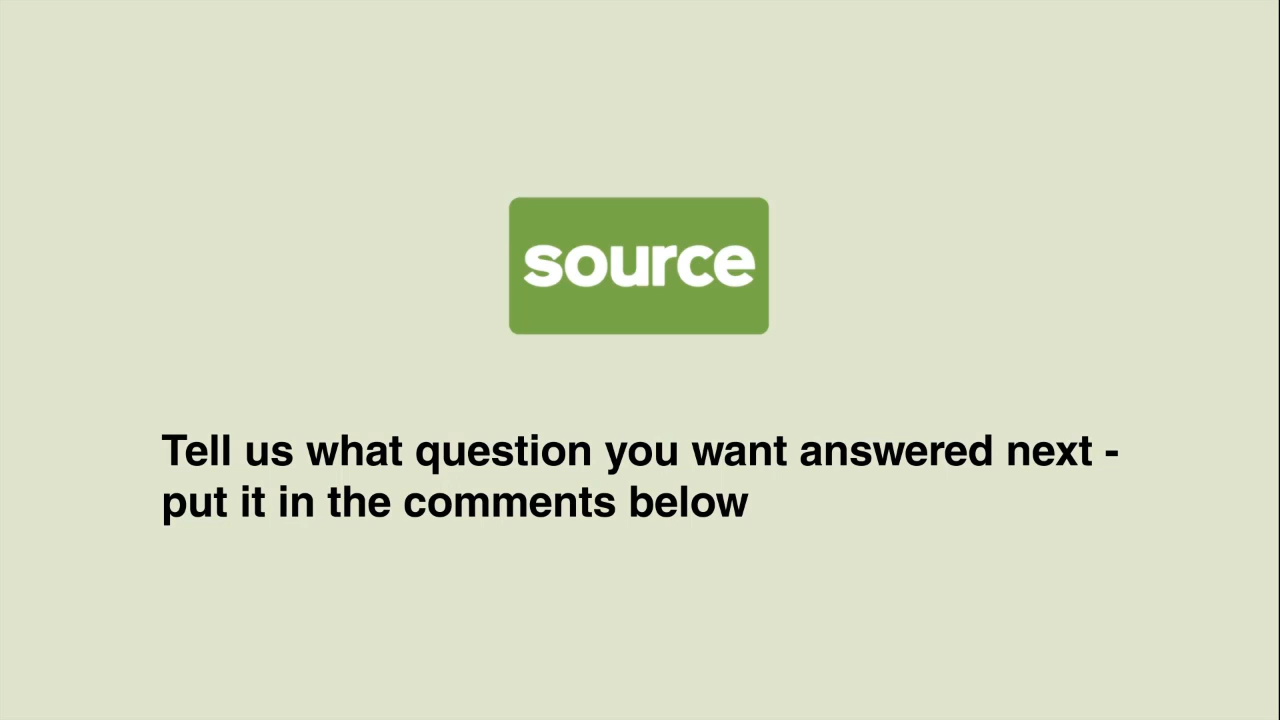 source
Tell us what question you want answered next -
put it in the comments below